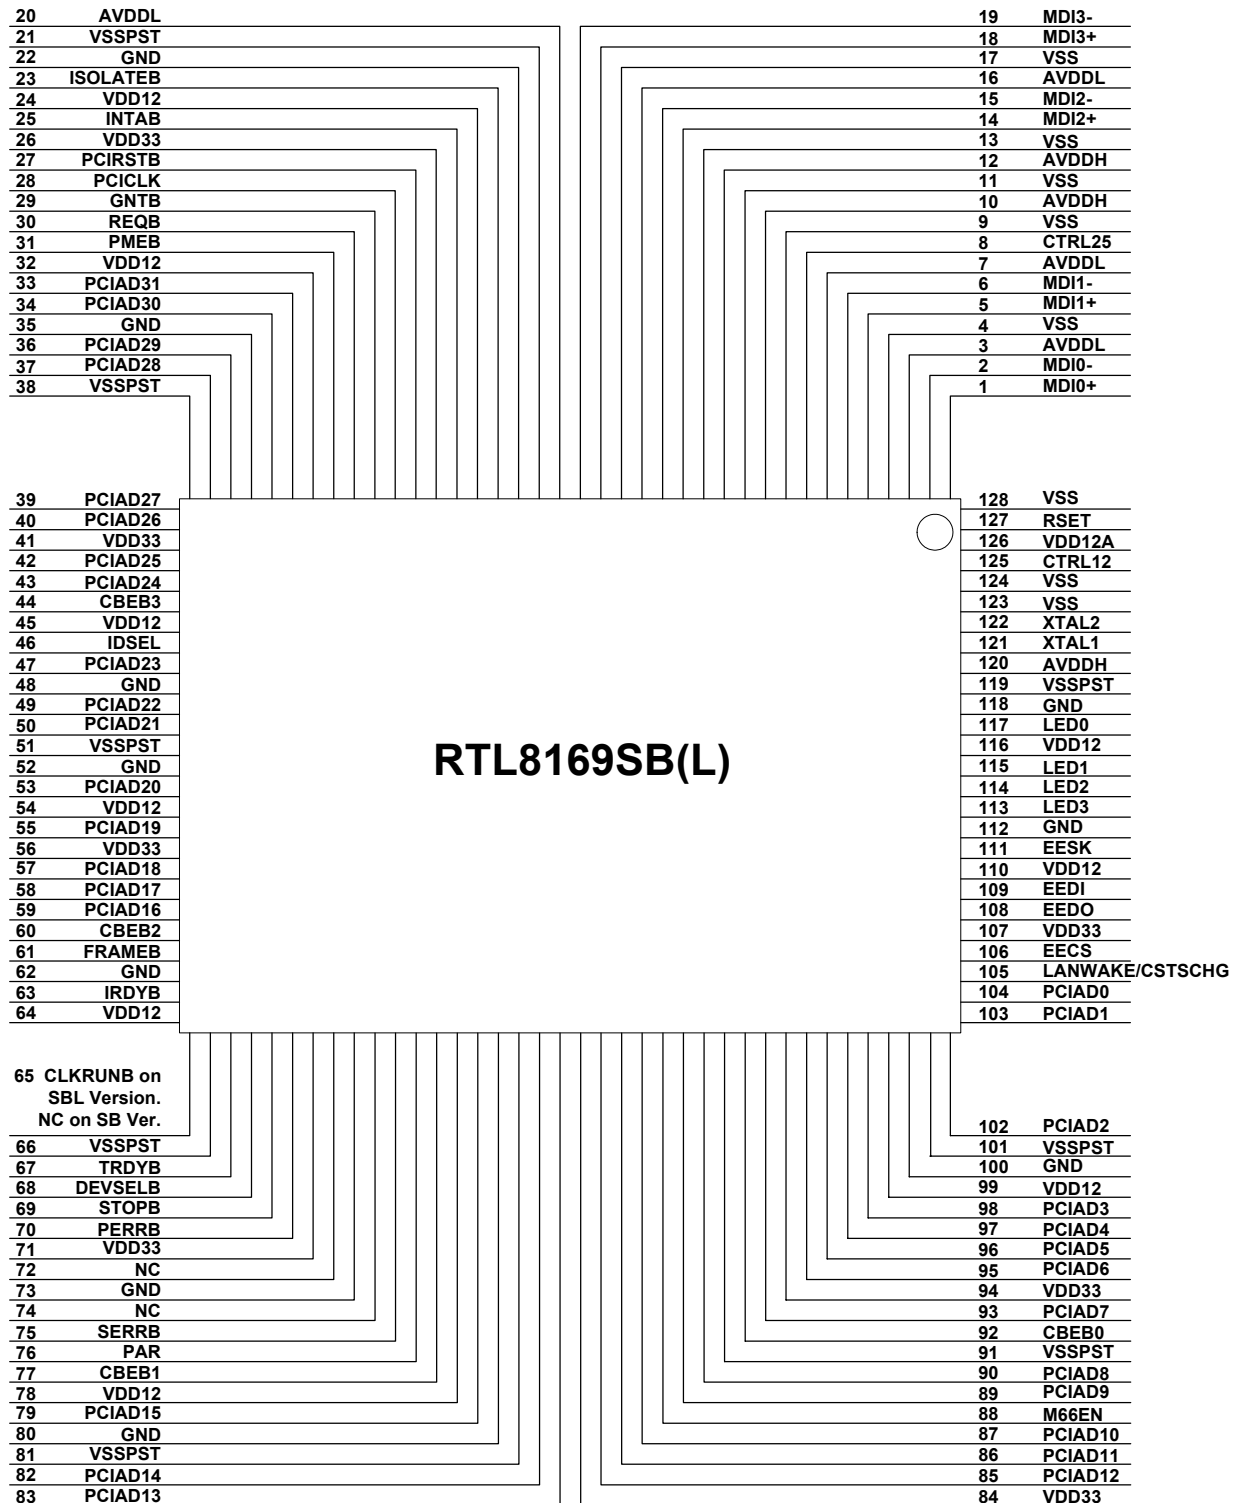 20 AVDDL
21 VSSPST
22 GND
23 ISOLATEB
24 VDD12
25 INTAB
26 VDD33
27 PCIRSTB
28 PCICLK
29 GNTB
30 REQB
31 PMEB
32 VDD12
33 PCIAD31
34 PCIAD30
35 GND
36 PCIAD29
37 PCIAD28
38 VSSPST
19 MDI3-
18 MDI3+
17 VSS
16 AVDDL
15 MDI2-
14 MDI2+
13 VSS
12 AVDDH
11 VSS
10 AVDDH
9 VSS
8 CTRL25
7 AVDDL
6 MDI1-
5 MDI1+
4 VSS
3 AVDDL
2 MDI0-
1 MDI0+
39 PCIAD27
40 PCIAD26
41 VDD33
42 PCIAD25
43 PCIAD24
44 CBEB3
45 VDD12
46 IDSEL
47 PCIAD23
48 GND
49 PCIAD22
50 PCIAD21
51 VSSPST
52 GND
53 PCIAD20
54 VDD12
55 PCIAD19
56 VDD33
57 PCIAD18
58 PCIAD17
59 PCIAD16
60 CBEB2
61 FRAMEB
62 GND
63 IRDYB
64 VDD12
RTL8169SB(L)
128 VSS
127 RSET
126 VDD12A
125 CTRL12
124 VSS
123 VSS
122 XTAL2
121 XTAL1
120 AVDDH
119 VSSPST
118 GND
117 LED0
116 VDD12
115 LED1
114 LED2
113 LED3
112 GND
111 EESK
110 VDD12
109 EEDI
108 EEDO
107 VDD33
106 EECS
105 LANWAKE/CSTSCHG
104 PCIAD0
103 PCIAD1
65 CLKRUNB on
SBL Version.
NC on SB Ver.
66 VSSPST
67 TRDYB
68 DEVSELB
69 STOPB
70 PERRB
71 VDD33
72 NC
73 GND
74 NC
75 SERRB
76 PAR
77 CBEB1
78 VDD12
79 PCIAD15
80 GND
81 VSSPST
82 PCIAD14
83 PCIAD13
102 PCIAD2
101 VSSPST
100 GND
99 VDD12
98 PCIAD3
97 PCIAD4
96 PCIAD5
95 PCIAD6
94 VDD33
93 PCIAD7
92 CBEB0
91 VSSPST
90 PCIAD8
89 PCIAD9
88 M66EN
87 PCIAD10
86 PCIAD11
85 PCIAD12
84 VDD33